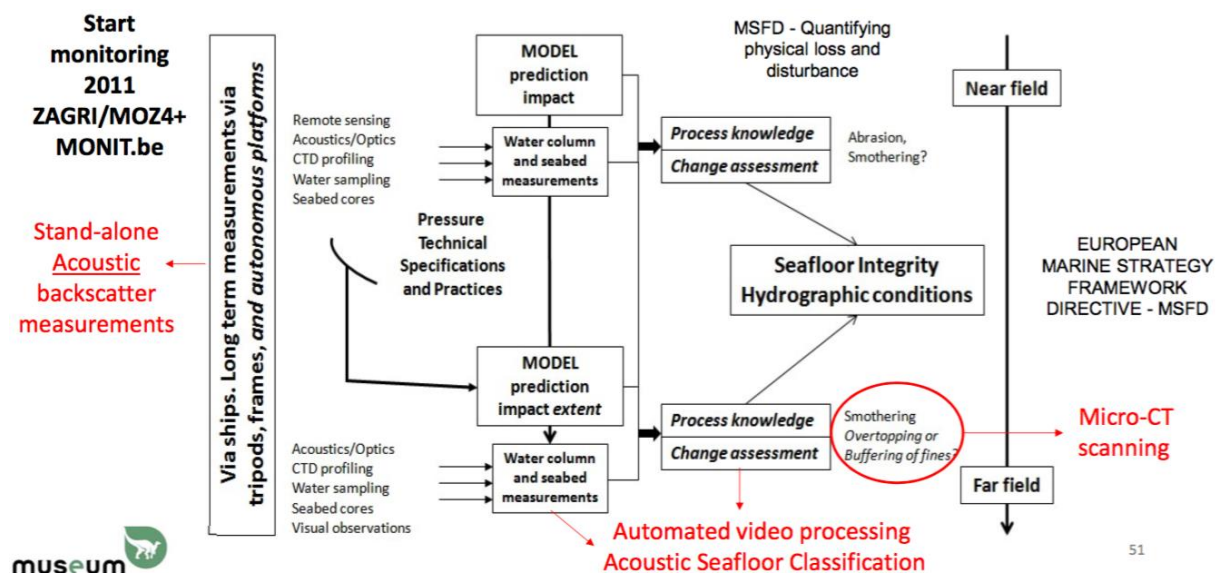 Start
monitoring
2011
ZAGRI/MOZ4+
MONIT.be
Stand-alone
Acoustic
backscatter
measurements
Via ships. Long term measurements via
tripods, frames, and autonomous platforms
Remote sensing
Acoustics/Optics
CTD profiling
Water sampling
Seabed cores
MODEL
prediction
impact
Water column
and seabed
measurements
Pressure
Technical
Specifications
and Practices
MODEL
prediction
impact extent
Acoustics/Optics
CTD profiling
Water sampling
Seabed cores
Visual observations
Water column
and seabed
measurements
MSFD - Quantifying
physical loss and
disturbance
Process knowledge
Change assessment
Abrasion,
Smothering?
Seafloor Integrity
Hydrographic conditions
Process knowledge
Change assessment
Smothering
Overtopping or
Buffering of fines?
Near field
EUROPEAN
MARINE STRATEGY
FRAMEWORK
DIRECTIVE - MSFD
Far field
Micro-CT
scanning
Automated video processing
Acoustic Seafloor Classification
museum
51